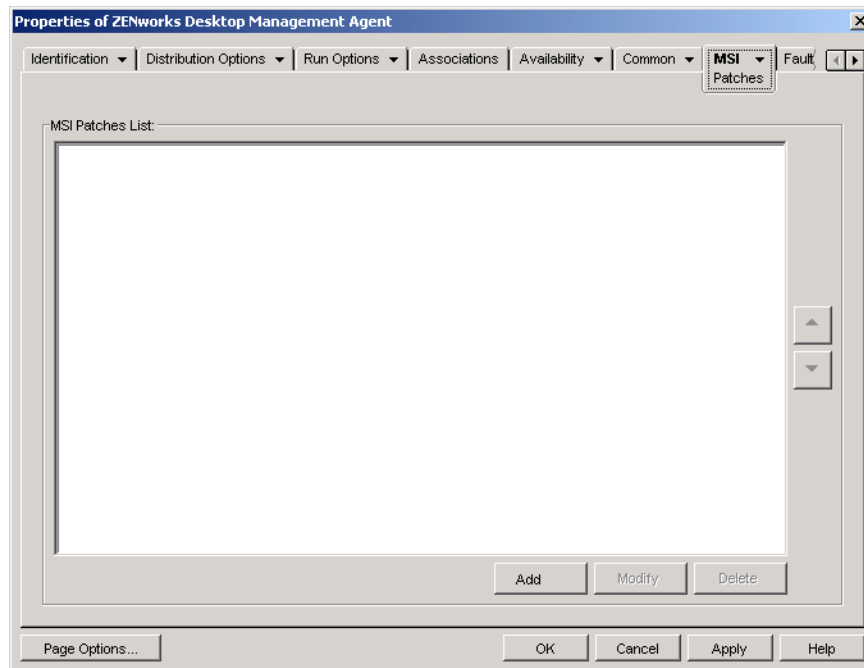 Properties of ZENworks Desktop Management Agent
Identification Distribution Options Run Options Associations Availability Common MSI Fault
Patches
MSI Patches List:
Add Modify Delete
Page Options... OK Cancel Apply Help